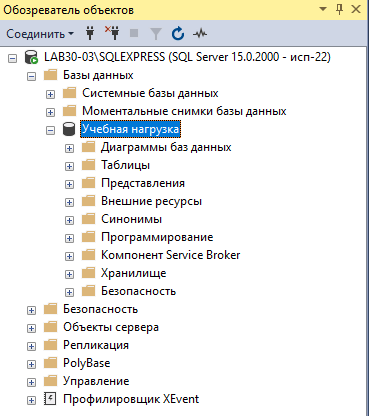 Обозреватель объектов
Соединить
LAB30-03\SQLEXPRESS (SQL Server 15.0.2000 - исп-22)
Базы данных
Системные базы данных
Моментальные снимки базы данных
Учебная нагрузка
Диаграммы баз данных
Таблицы
Представления
Внешние ресурсы
Синонимы
Программирование
Компонент Service Broker
Хранилище
Безопасность
Безопасность
Объекты сервера
Репликация
PolyBase
Управление
Профилировщик XEvent